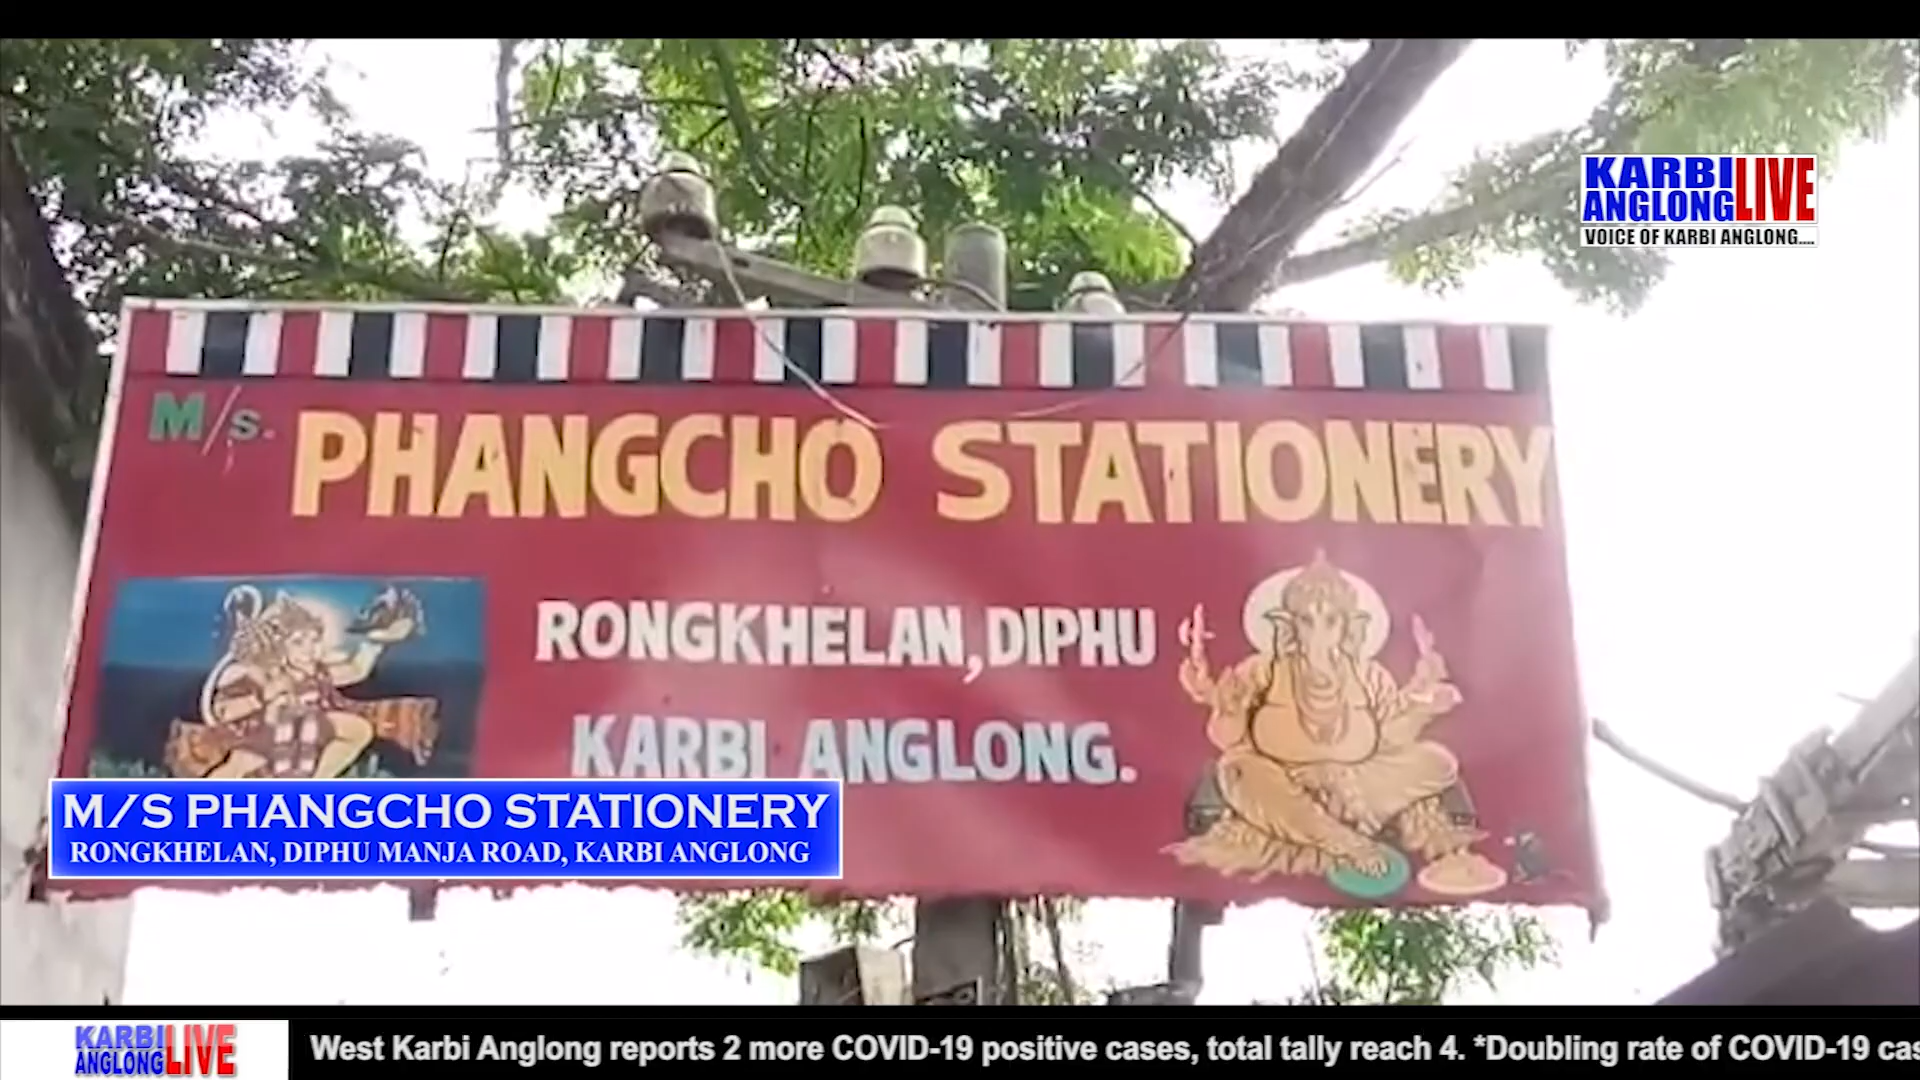 KARBI
ANGLONG LIVE
VOICE OF KARBI ANGLONG....
M/s. PHANGCHO STATIONERY
RONGKHELAN, DIPHU
KARBI ANGLONG.
M/S PHANGCHO STATIONERY
RONGKHELAN, DIPHU MANJA ROAD, KARBI ANGLONG
KARBI
ANGLONG LIVE
West Karbi Anglong reports 2 more COVID-19 positive cases, total tally reach 4. *Doubling rate of COVID-19